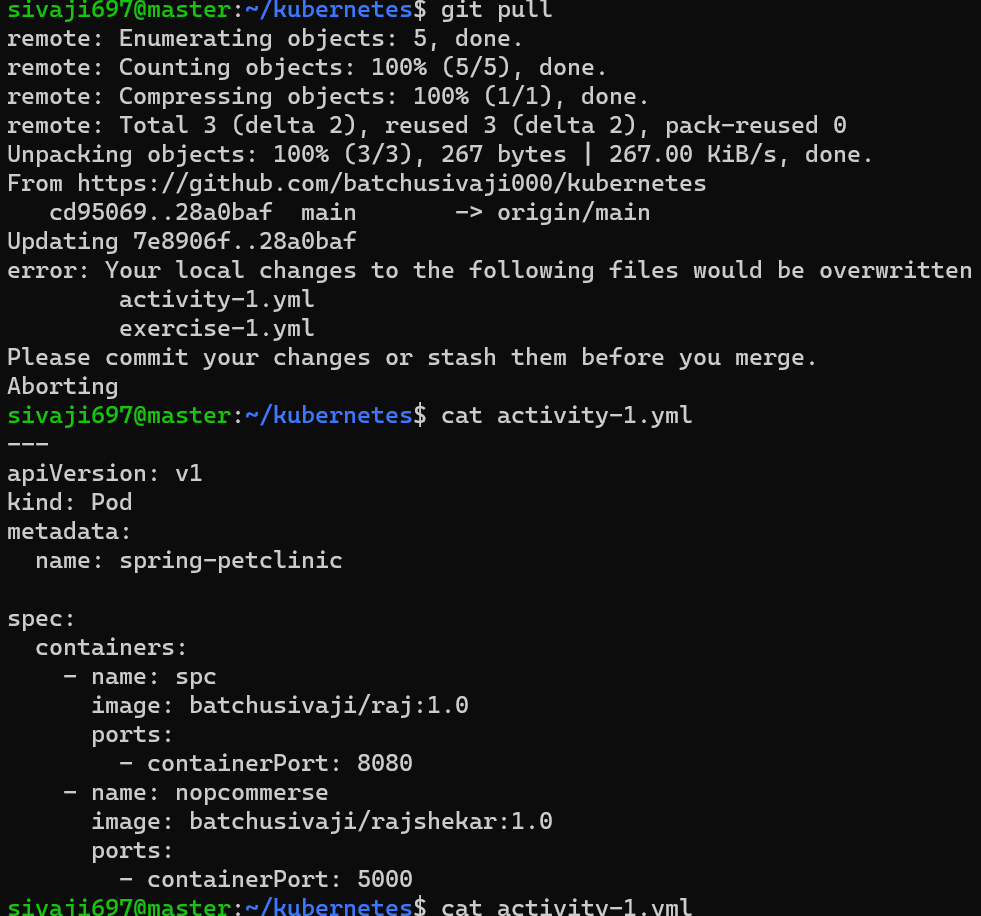 sivaji697@master:~/kubernetes$ git pull
remote: Enumerating objects: 5, done.
remote: Counting objects: 100% (5/5), done.
remote: Compressing objects: 100% (1/1), done.
remote: Total 3 (delta 2), reused 3 (delta 2), pack-reused 0
Unpacking objects: 100% (3/3), 267 bytes | 267.00 KiB/s, done.
From https://github.com/batchusivaji000/kubernetes
   cd95069..28a0baf  main       -> origin/main
Updating 7e8906f..28a0baf
error: Your local changes to the following files would be overwritten
        activity-1.yml
        exercise-1.yml
Please commit your changes or stash them before you merge.
Aborting
sivaji697@master:~/kubernetes$ cat activity-1.yml
---
apiVersion: v1
kind: Pod
metadata:
  name: spring-petclinic

spec:
  containers:
    - name: spc
      image: batchusivaji/raj:1.0
      ports:
        - containerPort: 8080
    - name: nopcommerse
      image: batchusivaji/rajshekar:1.0
      ports:
        - containerPort: 5000
sivaji697@master:~/kubernetes$ cat activity-1.yml